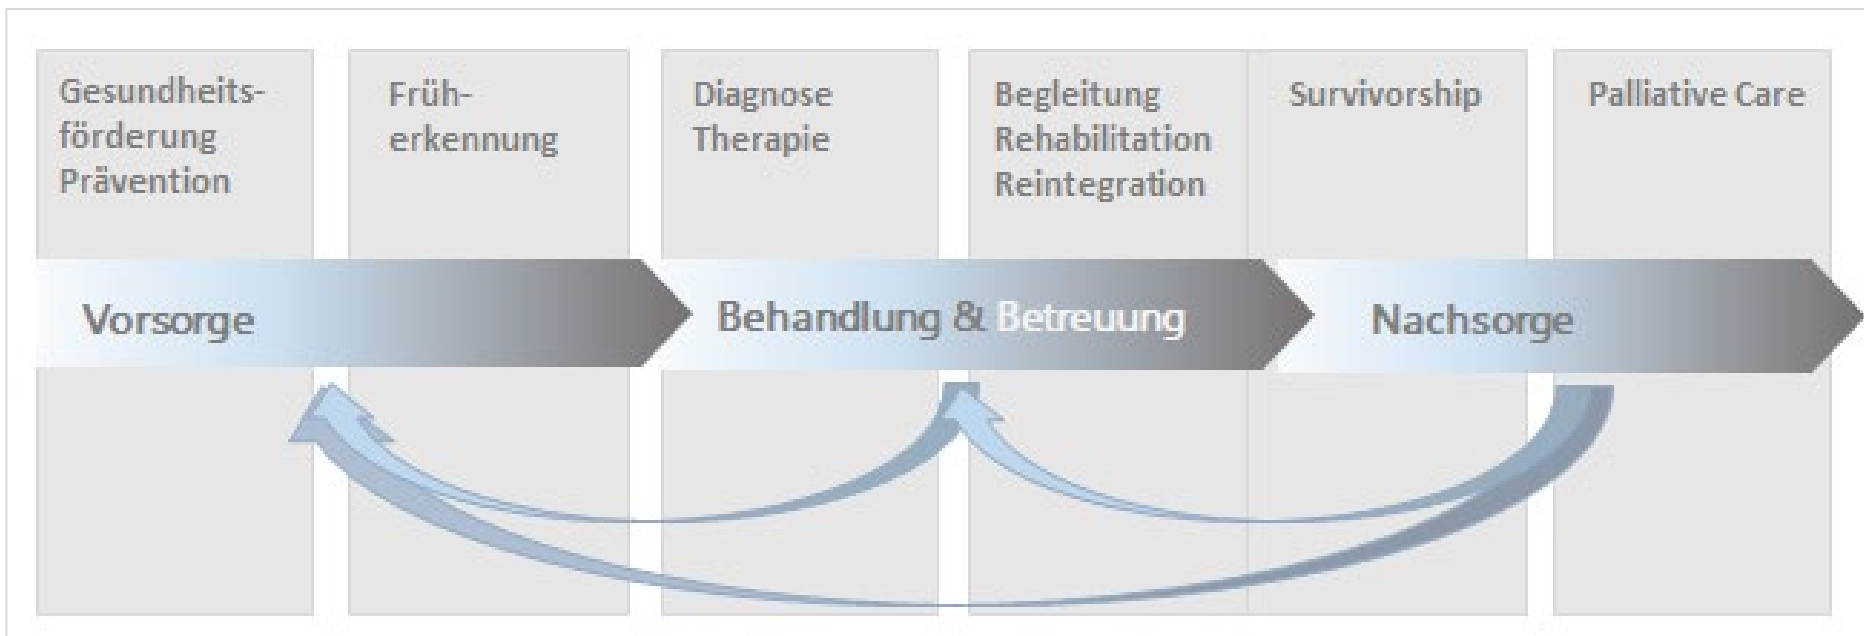 Gesundheits-
förderung
Prävention
Früh-
erkennung
Diagnose
Therapie
Begleitung
Rehabilitation
Reintegration
Survivorship
Palliative Care
Vorsorge
Behandlung & Betreuung
Nachsorge